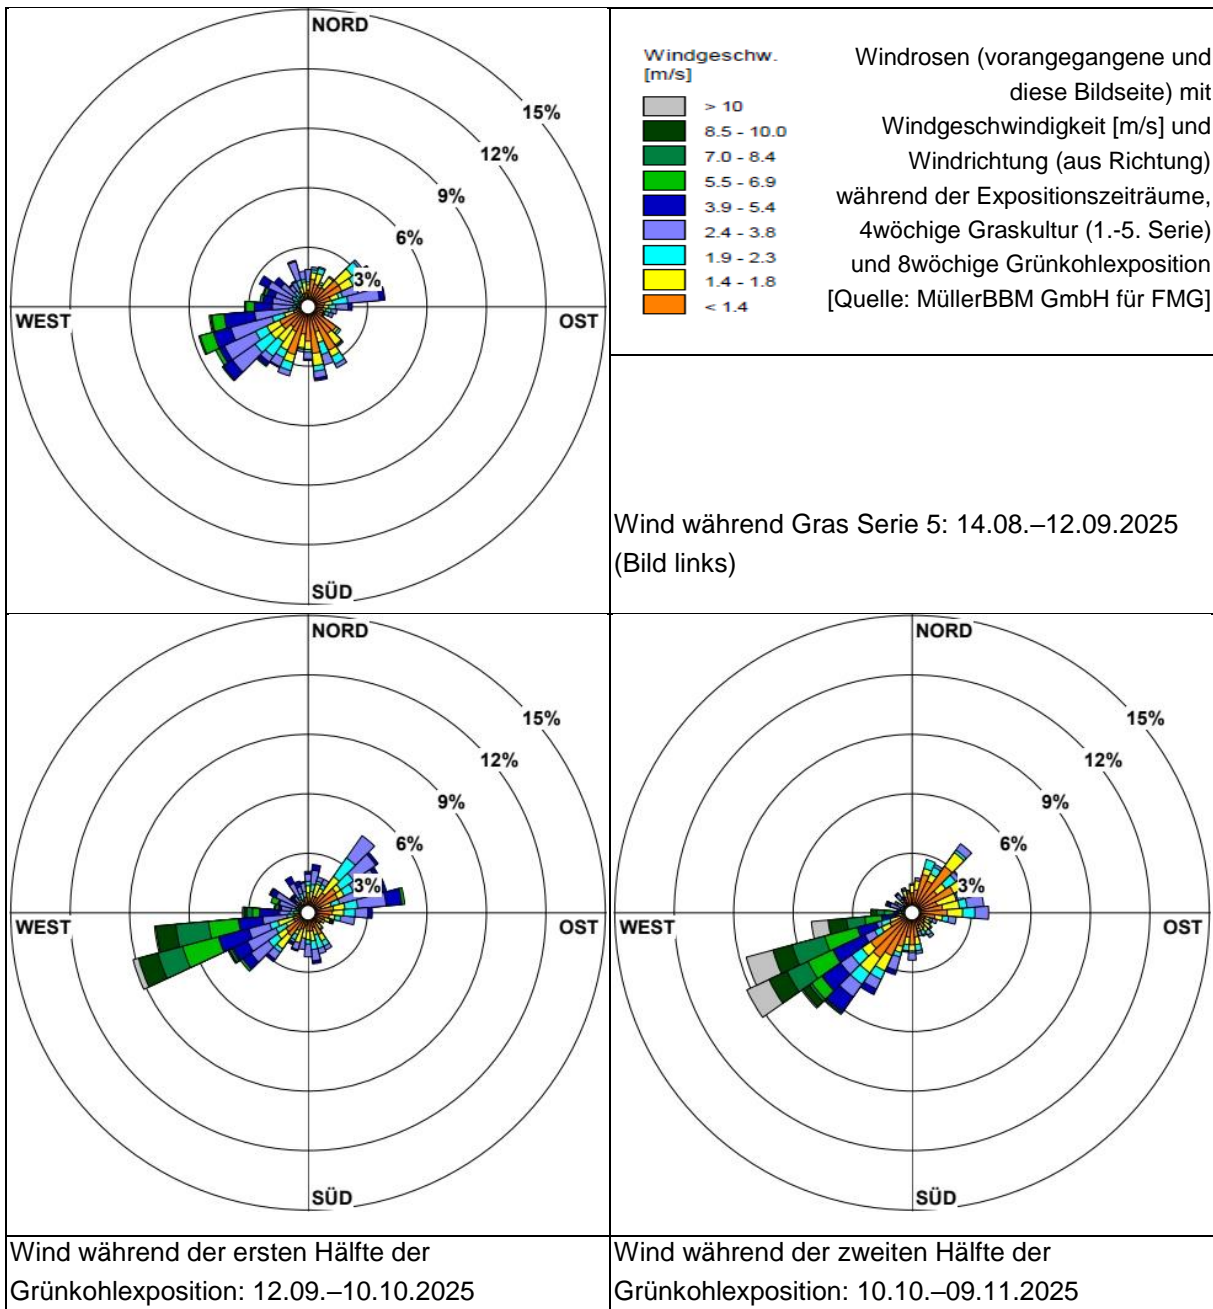 NORD
15%
12%
9%
6%
3%
WEST
OST
SÜD
Windgeschw.
[m/s]
> 10
8.5 - 10.0
7.0 - 8.4
5.5 - 6.9
3.9 - 5.4
2.4 - 3.8
1.9 - 2.3
1.4 - 1.8
< 1.4
Windrosen (vorangegangene und
diese Bildseite) mit
Windgeschwindigkeit [m/s] und
Windrichtung (aus Richtung)
während der Expositionszeiträume,
4wöchige Graskultur (1.-5. Serie)
und 8wöchige Grünkohlexposition
[Quelle: MüllerBBM GmbH für FMG]
Wind während Gras Serie 5: 14.08.–12.09.2025
(Bild links)
NORD
15%
12%
9%
6%
3%
WEST
OST
SÜD
NORD
15%
12%
9%
6%
3%
WEST
OST
SÜD
Wind während der ersten Hälfte der
Grünkohlexposition: 12.09.–10.10.2025
Wind während der zweiten Hälfte der
Grünkohlexposition: 10.10.–09.11.2025